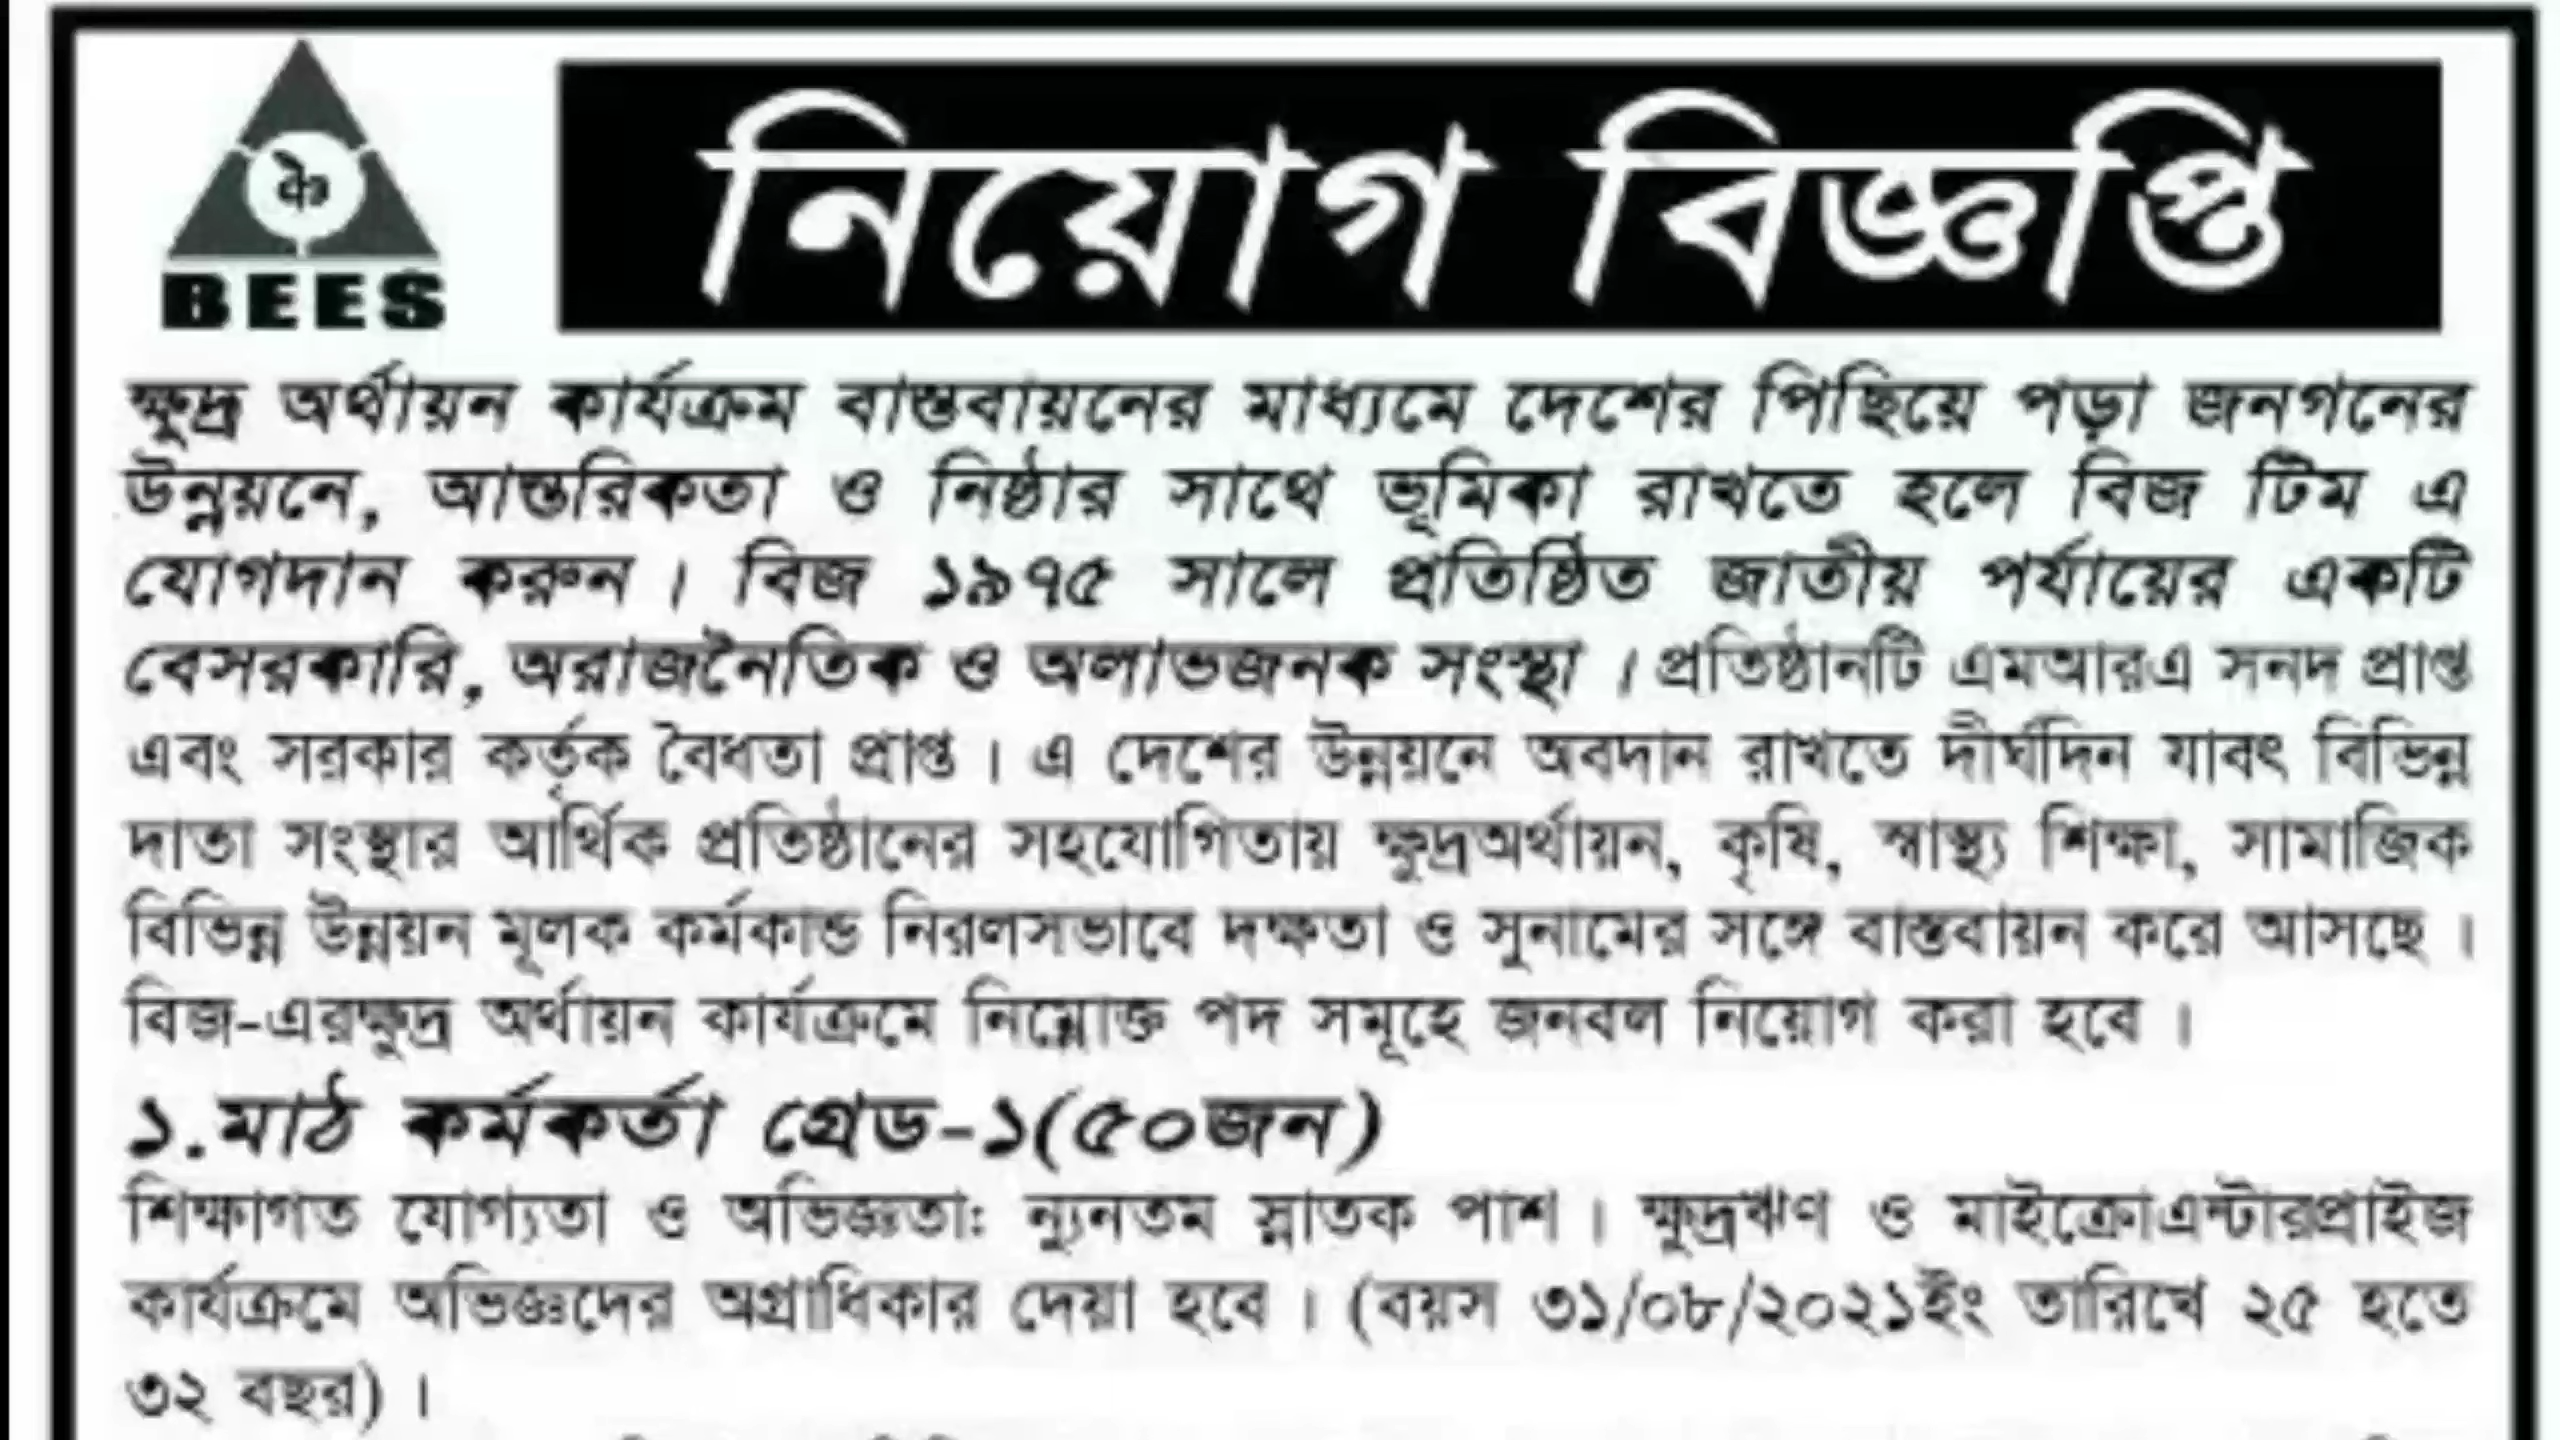 নিয়োগ বিজ্ঞপ্তি
BEES
ক্ষুদ্র অর্থায়ন কার্যক্রম বাস্তবায়নের মাধ্যমে দেশের পিছিয়ে পড়া জনগনের
উন্নয়নে, আন্তরিকতা ও নিষ্ঠার সাথে ভূমিকা রাখতে হলে বিজ টিম এ
যোগদান করুন । বিজ ১৯৭৫ সালে প্রতিষ্ঠিত জাতীয় পর্যায়ের একটি
বেসরকারি, অরাজনৈতিক ও অলাভজনক সংস্থা । প্রতিষ্ঠানটি এমআরএ সনদ প্রাপ্ত
এবং সরকার কর্তৃক বৈধতা প্রাপ্ত । এ দেশের উন্নয়নে অবদান রাখতে দীর্ঘদিন যাবৎ বিভিন্ন
দাতা সংস্থার আর্থিক প্রতিষ্ঠানের সহযোগিতায় ক্ষুদ্রঅর্থায়ন, কৃষি, স্বাস্থ্য শিক্ষা, সামাজিক
বিভিন্ন উন্নয়ন মূলক কর্মকান্ড নিরলসভাবে দক্ষতা ও সুনামের সঙ্গে বাস্তবায়ন করে আসছে ।
বিজ-এরক্ষুদ্র অর্থায়ন কার্যক্রমে নিম্নোক্ত পদ সমূহে জনবল নিয়োগ করা হবে ।
১.মাঠ কর্মকর্তা গ্রেড-১(৫০জন)
শিক্ষাগত যোগ্যতা ও অভিজ্ঞতাঃ ন্যুনতম স্নাতক পাশ । ক্ষুদ্রঋণ ও মাইক্রোএন্টারপ্রাইজ
কার্যক্রমে অভিজ্ঞদের অগ্রাধিকার দেয়া হবে । (বয়স ৩১/০৮/২০২১ইং তারিখে ২৫ হতে
৩২ বছর) ।